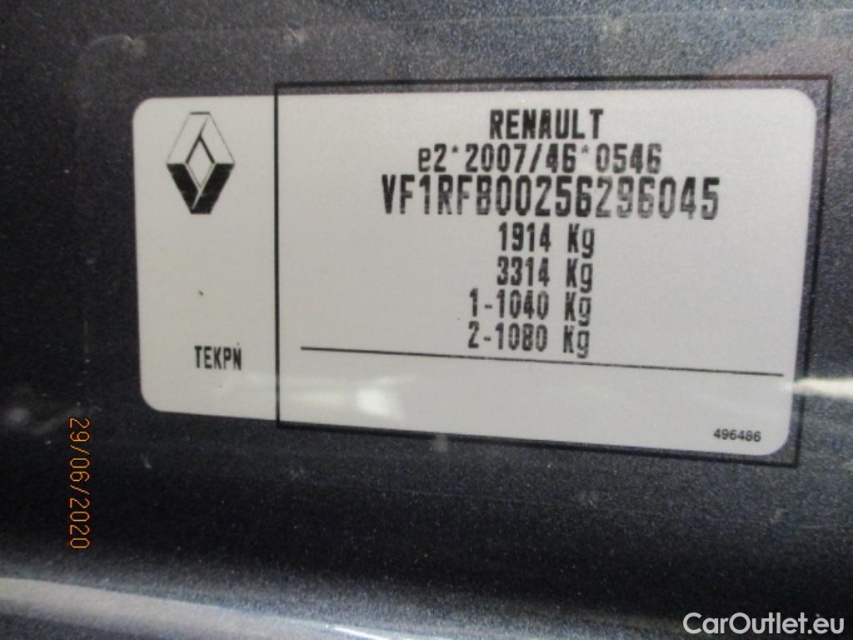 RENAULT
e2*2007/46*0546
VF1RFB00256296045
1914 Kg
3314 Kg
1-1040 Kg
2-1080 Kg
TEKPN
496486
29/06/2020
CarOutlet.eu